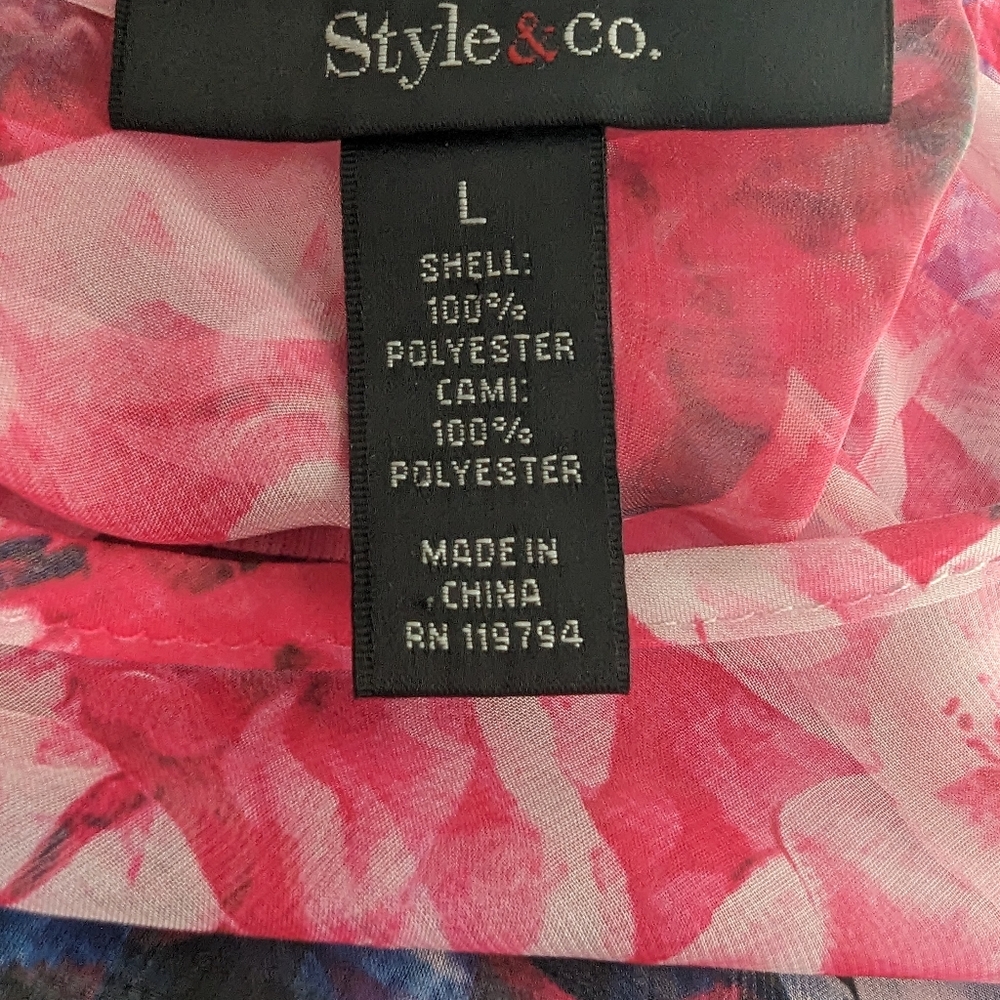 Style&co.
L
SHELL:
100%
POLYESTER
CAMI:
100%
POLYESTER
MADE IN
CHINA
RN 119794